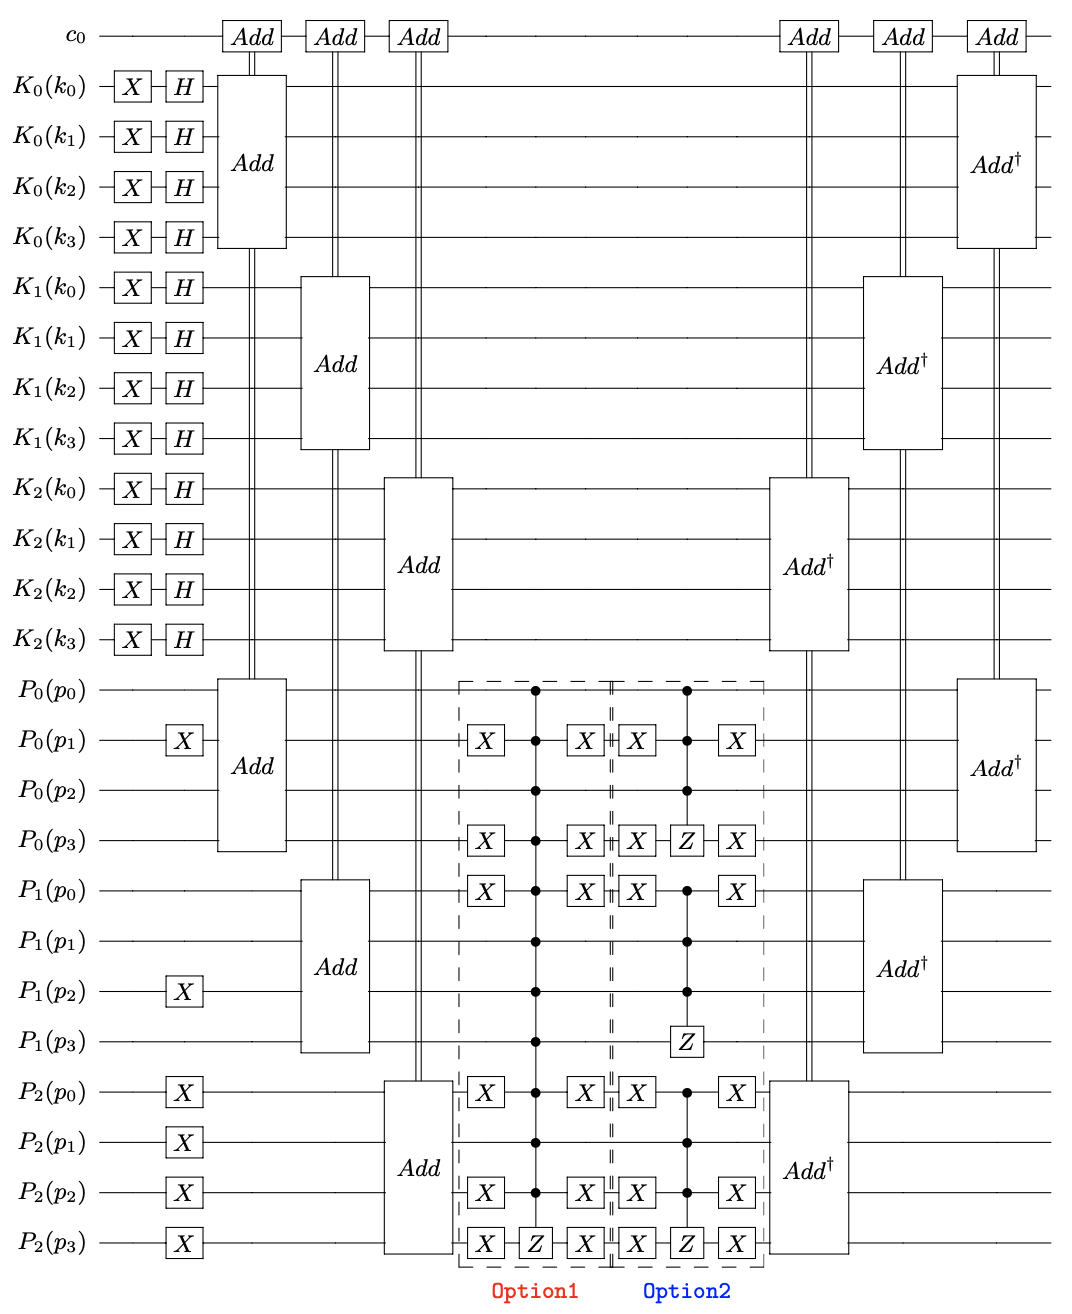 c₀ Add Add Add Add Add Add
K₀(k₀) X H
K₀(k₁) X H
Add Add†
K₀(k₂) X H
K₀(k₃) X H
K₁(k₀) X H
K₁(k₁) X H
Add Add†
K₁(k₂) X H
K₁(k₃) X H
K₂(k₀) X H
K₂(k₁) X H
Add Add†
K₂(k₂) X H
K₂(k₃) X H
P₀(p₀)
P₀(p₁) X X X X X
Add Add†
P₀(p₂)
P₀(p₃) X X X Z X
P₁(p₀) X X X X
P₁(p₁)
Add Add†
P₁(p₂) X
P₁(p₃) Z
P₂(p₀) X X X X X
P₂(p₁) X
Add Add†
P₂(p₂) X X X X X
P₂(p₃) X X Z X X Z X
Option1 Option2